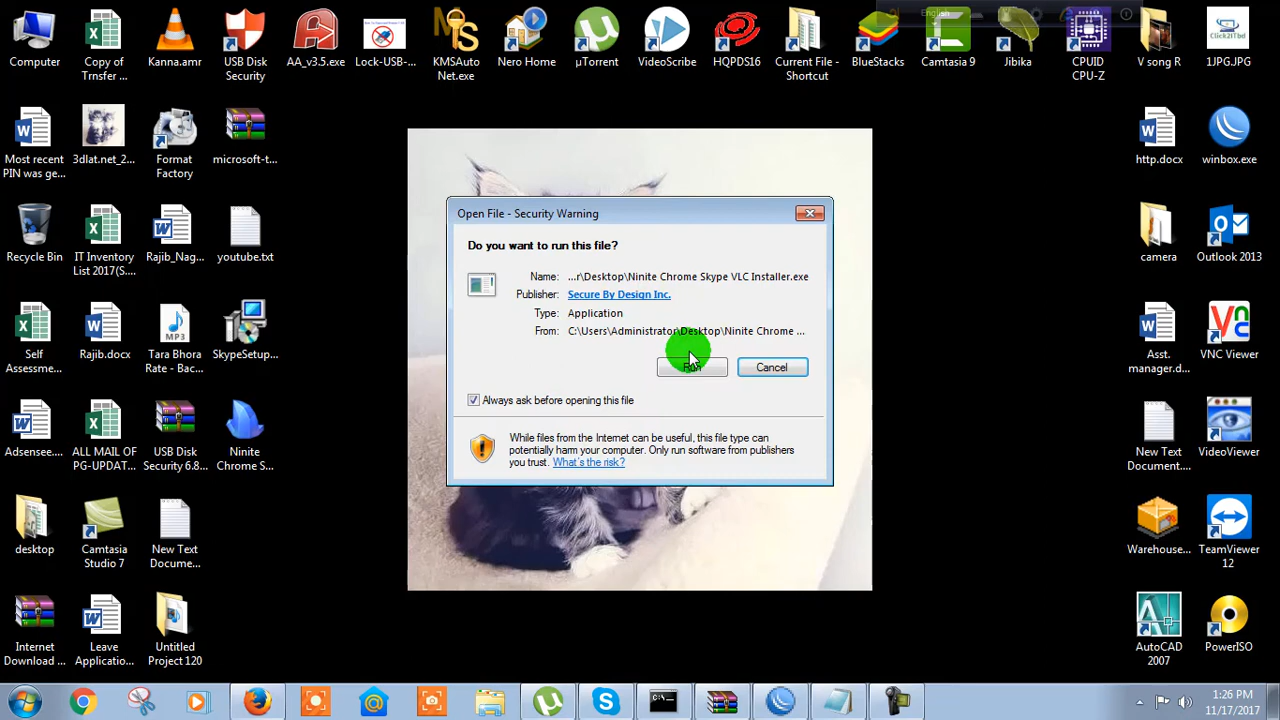 English
Computer
Copy of
Trnsfer ...
Kanna.amr
USB Disk
Security
AA_v3.5.exe
Lock-USB-...
KMSAuto
Net.exe
Nero Home
µTorrent
VideoScribe
HQPDS16
Current File -
Shortcut
BlueStacks
Camtasia 9
Jibika
CPUID
CPU-Z
V song R
Click2ITbd
1JPGJPG
Most recent
PIN was ge...
3dlat.net_2...
Format
Factory
microsoft-t...
http.docx
winbox.exe
Recycle Bin
IT Inventory
List 2017(S...
Rajib_Nag...
youtube.txt
camera
Outlook 2013
Self
Assessme...
Rajib.docx
MP3
Tara Bhora
Rate - Bac...
SkypeSetup...
Asst.
manager.d...
VNC Viewer
Adsensee...
ALL MAIL OF
PG-UPDAT...
USB Disk
Security 6.8...
Ninite
Chrome S...
New Text
Document...
VideoViewer
desktop
Camtasia
Studio 7
New Text
Docume...
Warehouse...
TeamViewer
12
Internet
Download ...
Leave
Applicatio...
Untitled
Project 120
AutoCAD
2007
PowerISO
Open File - Security Warning
Do you want to run this file?
Name: ...r\Desktop\Ninite Chrome Skype VLC Installer.exe
Publisher: Secure By Design Inc.
Type: Application
From: C:\Users\Administrator\Desktop\Ninite Chrome ...
Run Cancel
Always ask before opening this file
While files from the Internet can be useful, this file type can
potentially harm your computer. Only run software from publishers
you trust. What's the risk?
1:26 PM
11/17/2017